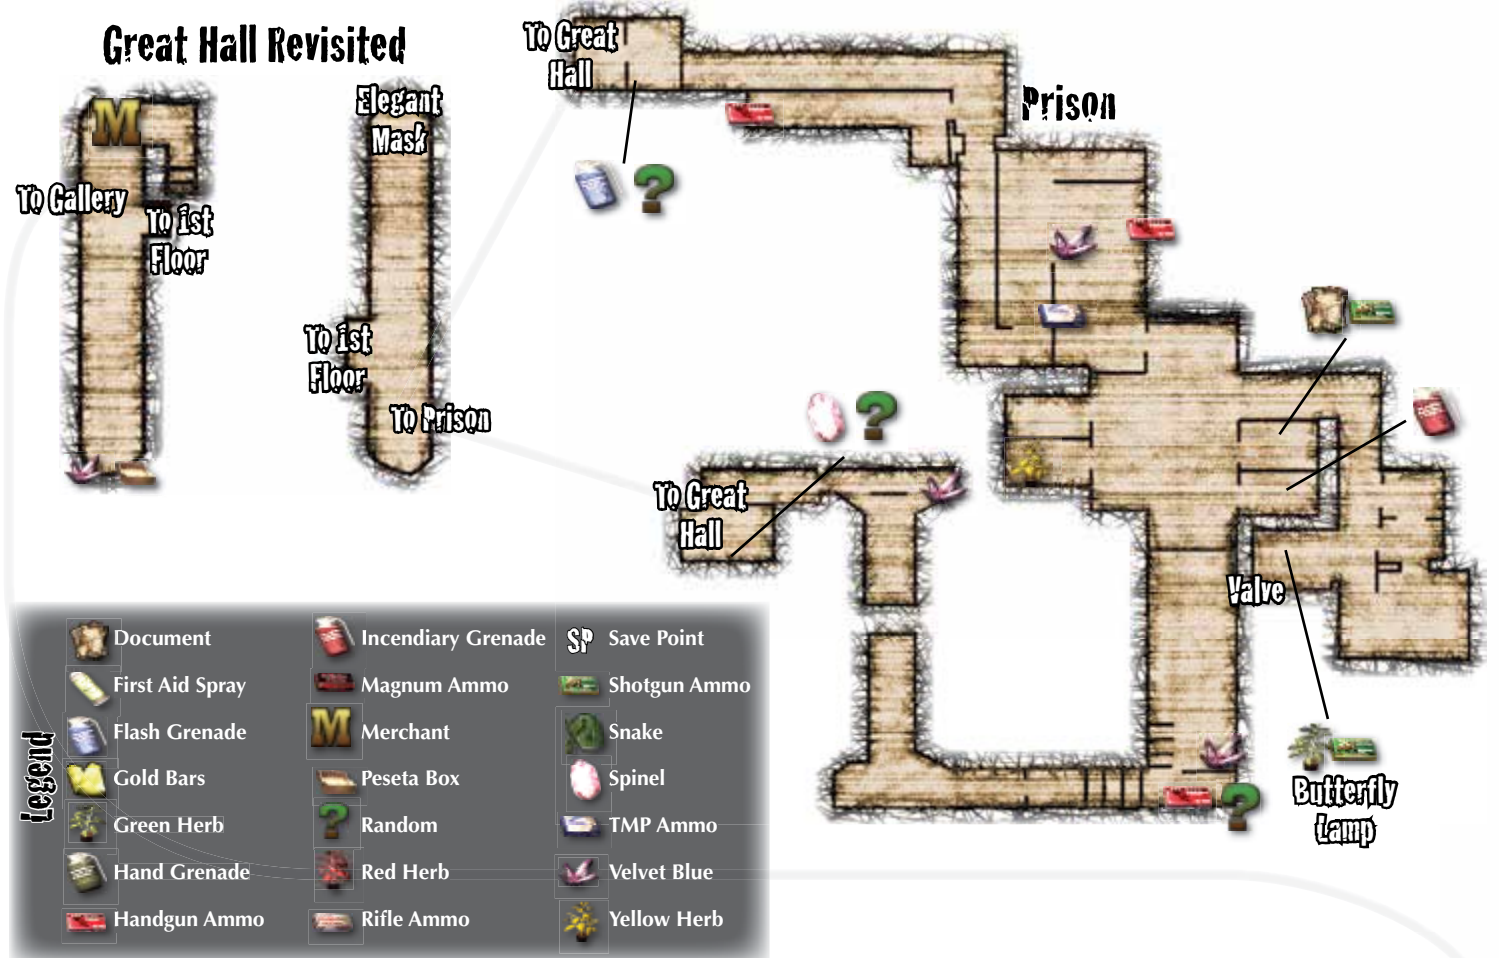 Great Hall Revisited
M
To Gallery
To 1st
Floor
Elegant
Mask
To 1st
Floor
To Prison
To Great
Hall
Prison
To Great
Hall
Valve
Butterfly
Lamp
Legend
Document
First Aid Spray
Flash Grenade
Gold Bars
Green Herb
Hand Grenade
Handgun Ammo
Incendiary Grenade
Magnum Ammo
M Merchant
Peseta Box
? Random
Red Herb
Rifle Ammo
SP Save Point
Shotgun Ammo
Snake
Spinel
TMP Ammo
Velvet Blue
Yellow Herb